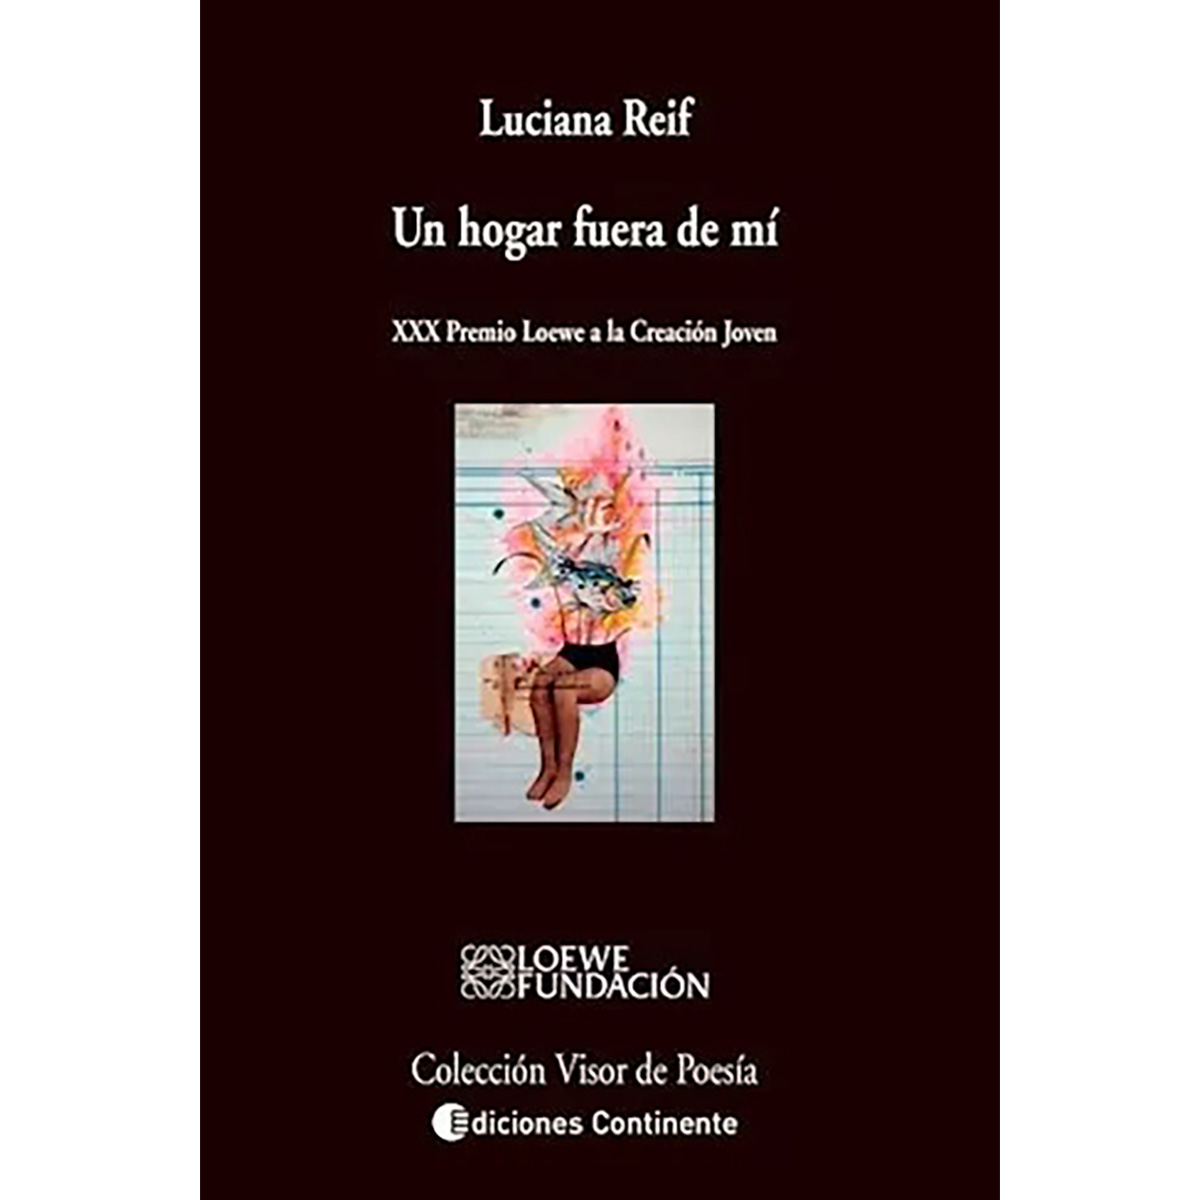 Luciana Reif
Un hogar fuera de mí
XXX Premio Loewe a la Creación Joven
LOEWE
FUNDACIÓN
Colección Visor de Poesía
Ediciones Continente